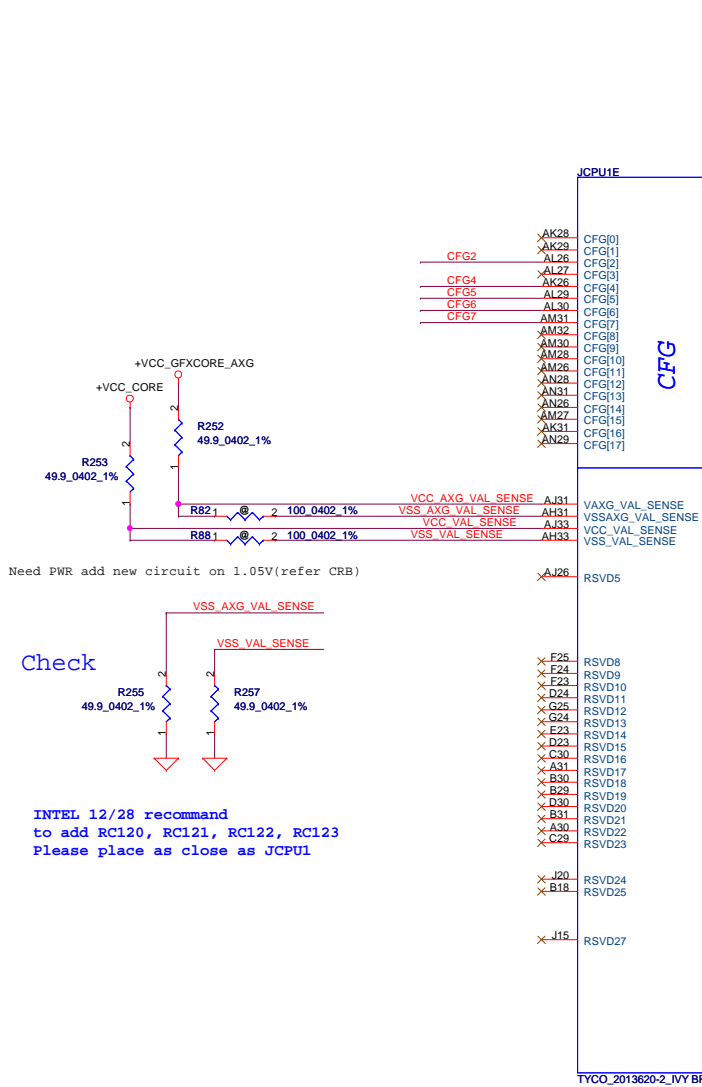 JCPU1E
AK28 CFG[0]
AK29 CFG[1]
CFG2 AL26 CFG[2]
AL27 CFG[3]
CFG4 AK26 CFG[4]
CFG5 AL29 CFG[5]
CFG6 AL30 CFG[6]
CFG7 AM31 CFG[7]
AM32 CFG[8]
AM30 CFG[9]
AM28 CFG[10]
AM26 CFG[11]
AN28 CFG[12]
AN31 CFG[13]
AN26 CFG[14]
AM27 CFG[15]
AK31 CFG[16]
AN29 CFG[17]
CFG
+VCC_GFXCORE_AXG
+VCC_CORE
2 R252
49.9_0402_1%
1
2 R253
49.9_0402_1%
1
VCC_AXG_VAL_SENSE AJ31 VAXG_VAL_SENSE
R82 1 @ 2 100_0402_1% VSS_AXG_VAL_SENSE AH31 VSSAXG_VAL_SENSE
VCC_VAL_SENSE AJ33 VCC_VAL_SENSE
R88 1 @ 2 100_0402_1% VSS_VAL_SENSE AH33 VSS_VAL_SENSE
Need PWR add new circuit on 1.05V(refer CRB)
AJ26 RSVD5
VSS_AXG_VAL_SENSE
VSS_VAL_SENSE
Check
2 R255
49.9_0402_1%
1
2 R257
49.9_0402_1%
1
F25 RSVD8
F24 RSVD9
F23 RSVD10
D24 RSVD11
G25 RSVD12
G24 RSVD13
E23 RSVD14
D23 RSVD15
C30 RSVD16
A31 RSVD17
B30 RSVD18
B29 RSVD19
D30 RSVD20
B31 RSVD21
A30 RSVD22
C29 RSVD23
INTEL 12/28 recommand
to add RC120, RC121, RC122, RC123
Please place as close as JCPU1
J20 RSVD24
B18 RSVD25
J15 RSVD27
TYCO_2013620-2_IVY BR